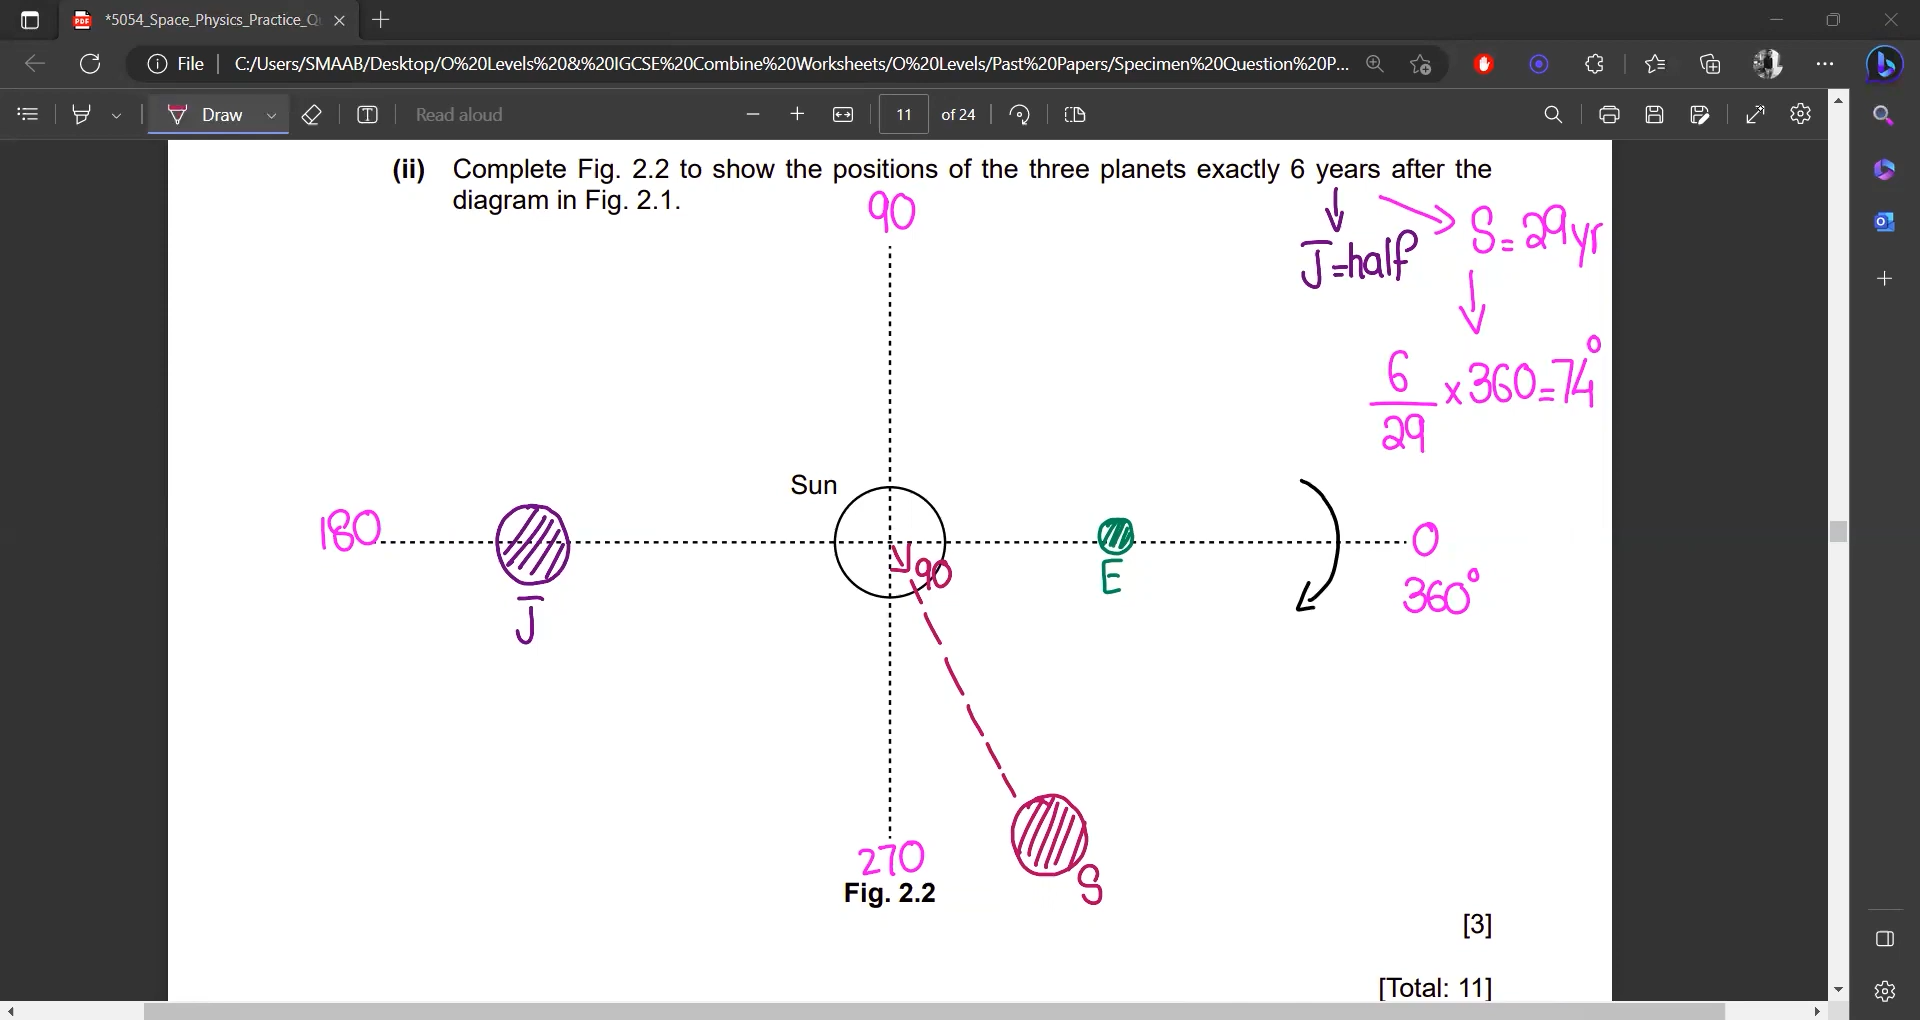 *5054_Space_Physics_Practice_Q
File
C:/Users/SMAAB/Desktop/O%20Levels%20&%20IGCSE%20Combine%20Worksheets/O%20Levels/Past%20Papers/Specimen%20Question%20P...
Draw
Read aloud
11
of 24
(ii) Complete Fig. 2.2 to show the positions of the three planets exactly 6 years after the
diagram in Fig. 2.1.
90
J=half
S=29yr
6/29 x 360=74°
Sun
180
90
E
0
360°
J
270
S
Fig. 2.2
[3]
[Total: 11]